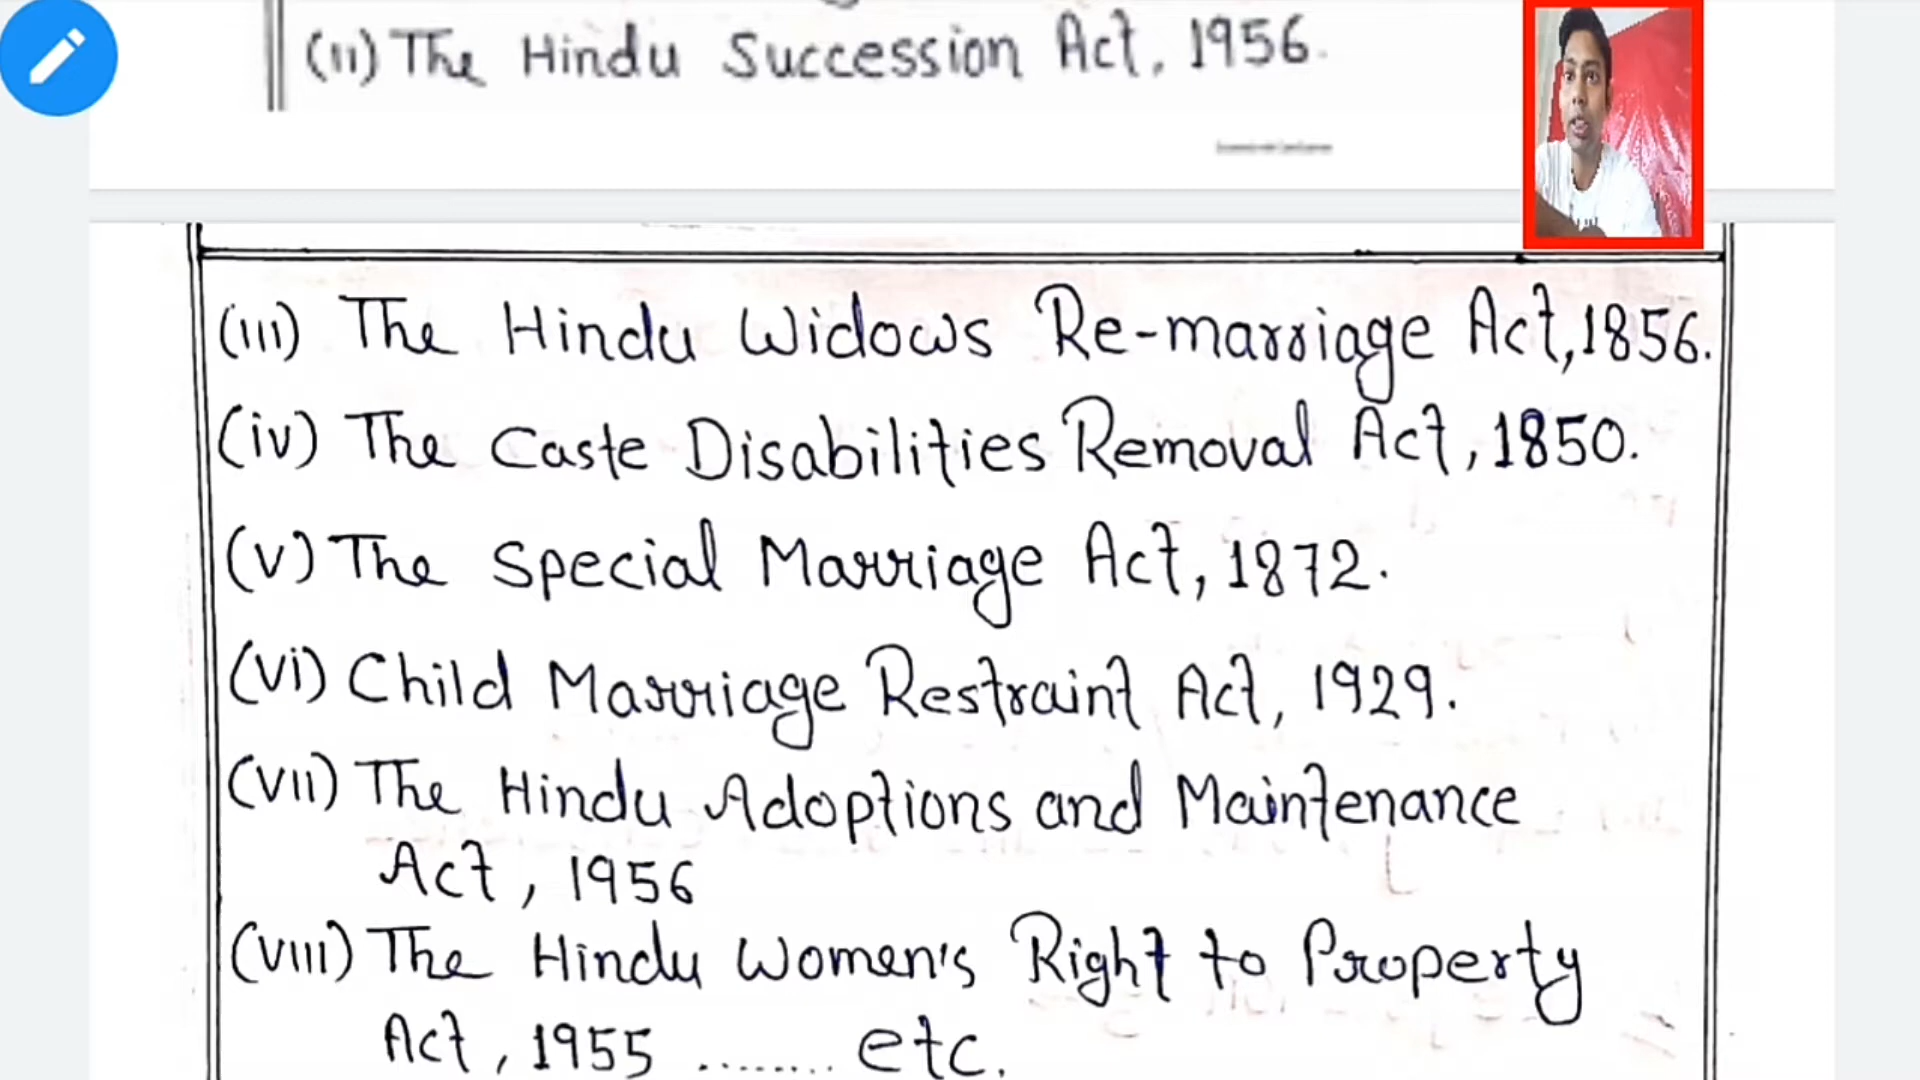 (ii) The Hindu Succession Act, 1956.
(iii) The Hindu Widows Re-marriage Act, 1856.
(iv) The Caste Disabilities Removal Act, 1850.
(v) The Special Marriage Act, 1872.
(vi) Child Marriage Restraint Act, 1929.
(vii) The Hindu Adoptions and Maintenance
Act, 1956
(viii) The Hindu Women's Right to Property
Act, 1955 ........ etc.